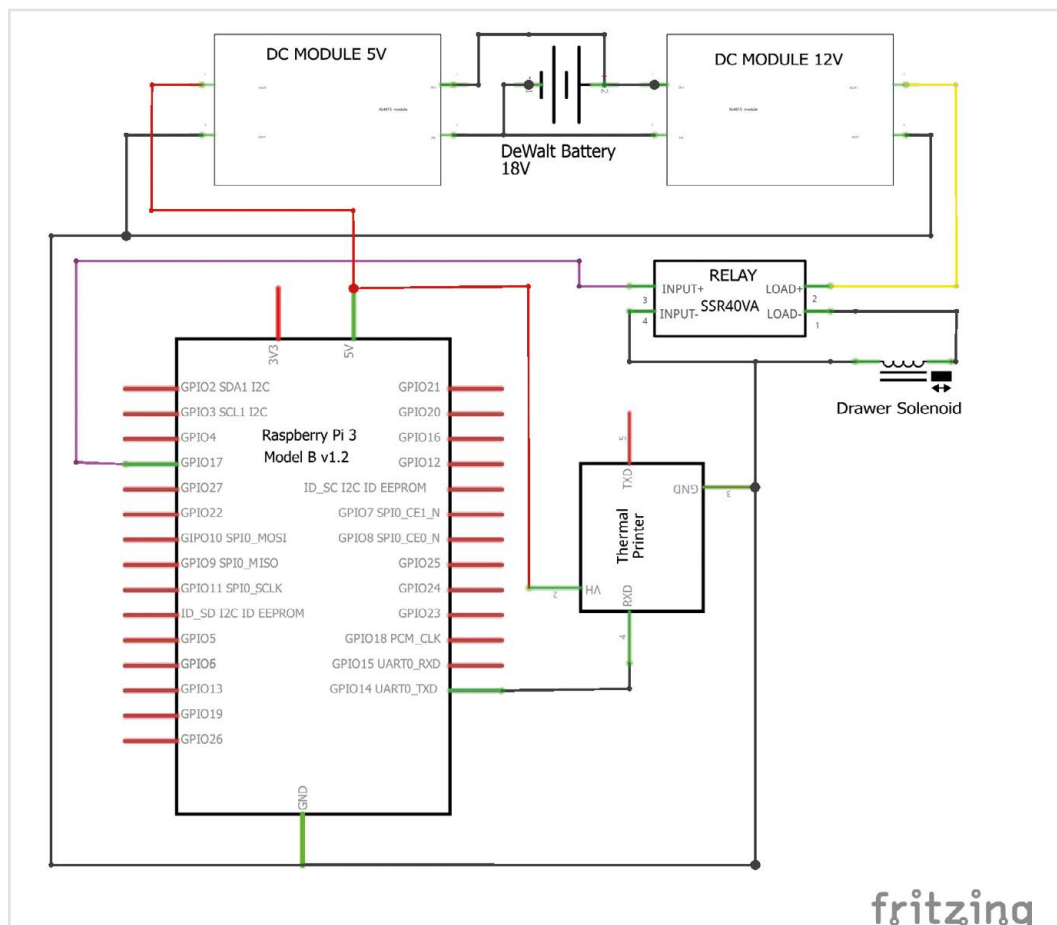 DC MODULE 5V
DC MODULE 12V
XL4015 module
XL4015 module
DeWalt Battery
18V
RELAY
SSR40VA
INPUT+
3
INPUT-
4
LOAD+
2
LOAD-
1
Drawer Solenoid
3V3
5V
Raspberry Pi 3
Model B v1.2
GPIO2 SDA1 I2C
GPIO3 SCL1 I2C
GPIO4
GPIO17
GPIO27
GPIO22
GIPO10 SPI0_MOSI
GPIO9 SPI0_MISO
GPIO11 SPI0_SCLK
ID_SD I2C ID EEPROM
GPIO5
GPIO6
GPIO13
GPIO19
GPIO26
GPIO21
GPIO20
GPIO16
GPIO12
ID_SC I2C ID EEPROM
GPIO7 SPI0_CE1_N
GPIO8 SPI0_CE0_N
GPIO25
GPIO24
GPIO23
GPIO18 PCM_CLK
GPIO15 UART0_RXD
GPIO14 UART0_TXD
GND
5
TXD
GND
3
Thermal
Printer
VH
2
RXD
4
fritzing